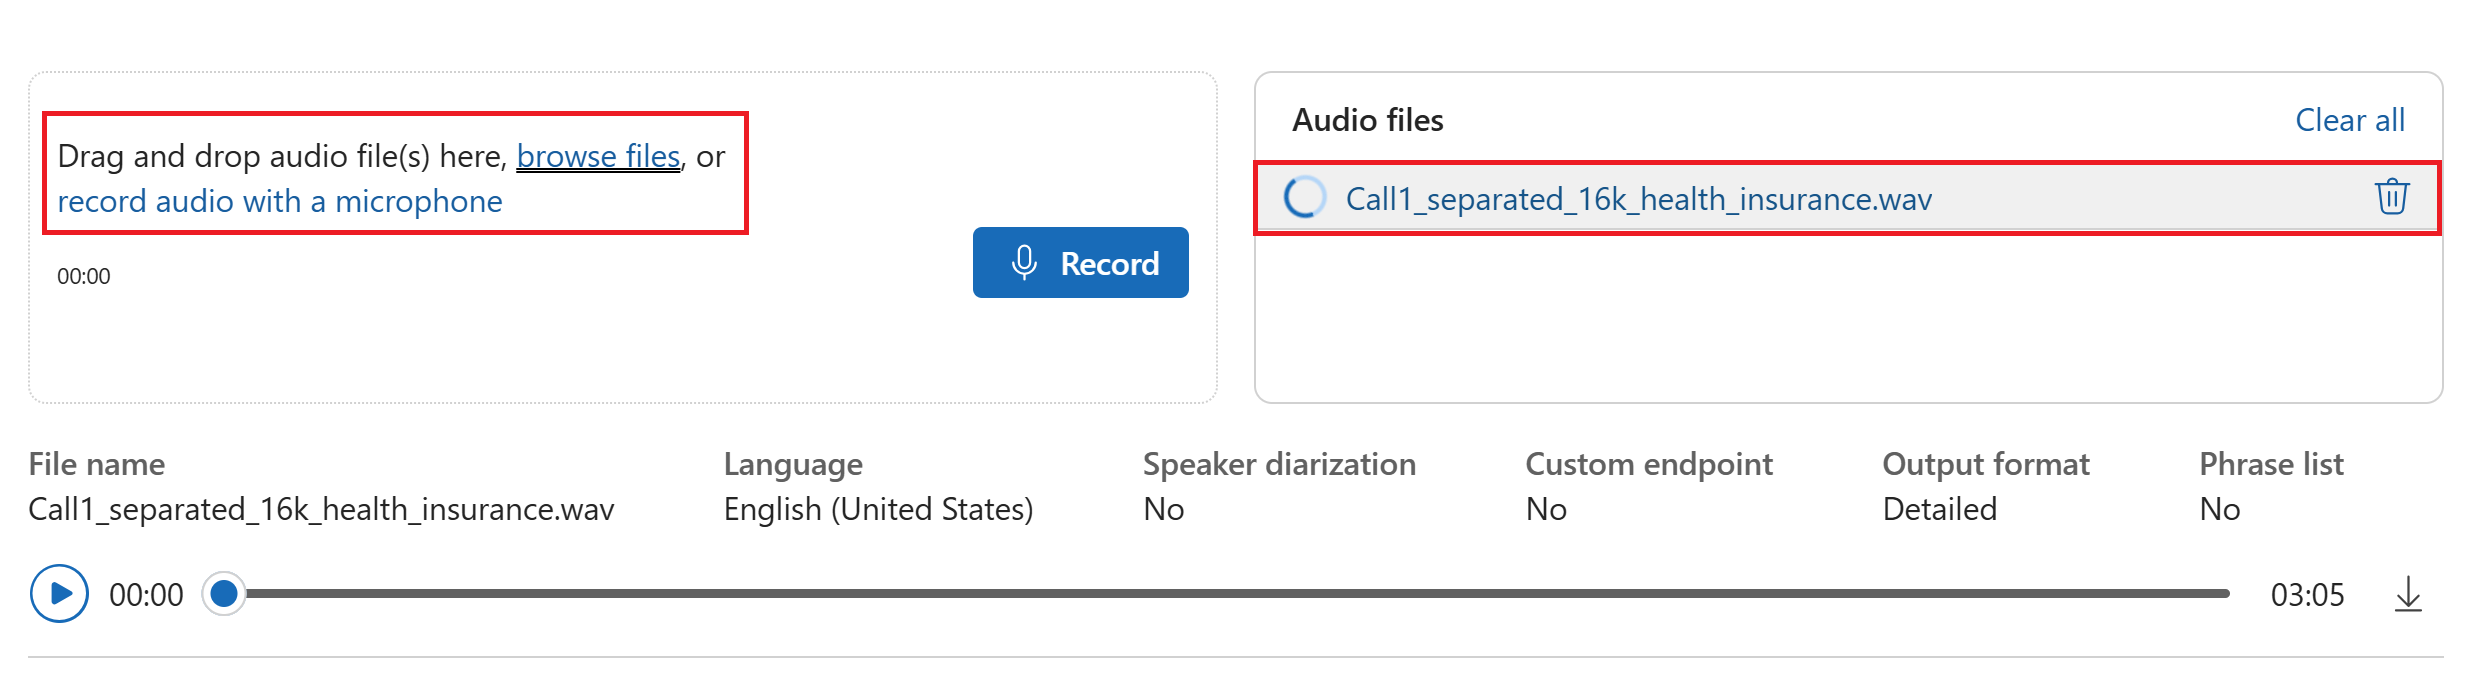 Drag and drop audio file(s) here, browse files, or
record audio with a microphone
00:00
Record
Audio files
Clear all
Call1_separated_16k_health_insurance.wav
File name
Call1_separated_16k_health_insurance.wav
Language
English (United States)
Speaker diarization
No
Custom endpoint
No
Output format
Detailed
Phrase list
No
00:00
03:05